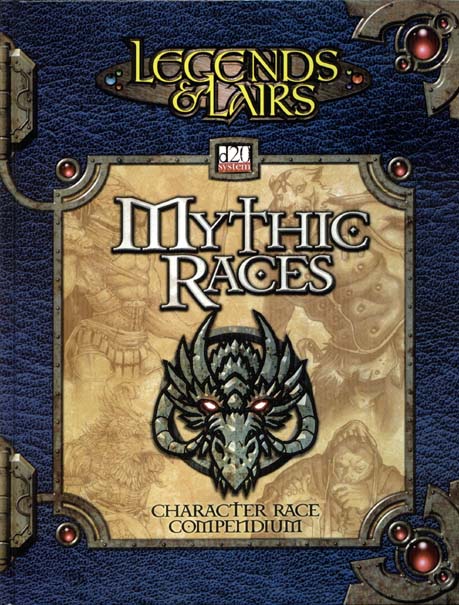 LEGENDS
& LAIRS
d20
system
MYTHIC
RACES
CHARACTER RACE
COMPENDIUM